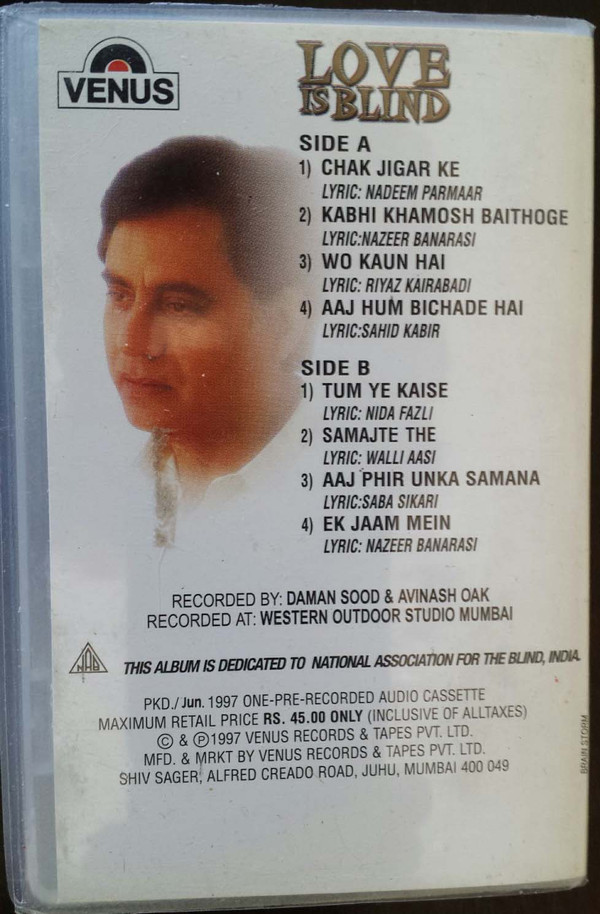 VENUS
LOVE
IS BLIND
SIDE A
1) CHAK JIGAR KE
LYRIC: NADEEM PARMAAR
2) KABHI KHAMOSH BAITHOGE
LYRIC:NAZEER BANARASI
3) WO KAUN HAI
LYRIC: RIYAZ KAIRABADI
4) AAJ HUM BICHADE HAI
LYRIC:SAHID KABIR
SIDE B
1) TUM YE KAISE
LYRIC: NIDA FAZLI
2) SAMAJTE THE
LYRIC: WALLI AASI
3) AAJ PHIR UNKA SAMANA
LYRIC:SABA SIKARI
4) EK JAAM MEIN
LYRIC: NAZEER BANARASI
RECORDED BY: DAMAN SOOD & AVINASH OAK
RECORDED AT: WESTERN OUTDOOR STUDIO MUMBAI
NAB
THIS ALBUM IS DEDICATED TO NATIONAL ASSOCIATION FOR THE BLIND, INDIA.
PKD./Jun. 1997 ONE-PRE-RECORDED AUDIO CASSETTE
MAXIMUM RETAIL PRICE RS. 45.00 ONLY (INCLUSIVE OF ALLTAXES)
© & ℗1997 VENUS RECORDS & TAPES PVT. LTD.
MFD. & MRKT BY VENUS RECORDS & TAPES PVT. LTD.
SHIV SAGER, ALFRED CREADO ROAD, JUHU, MUMBAI 400 049
BRAIN STORM